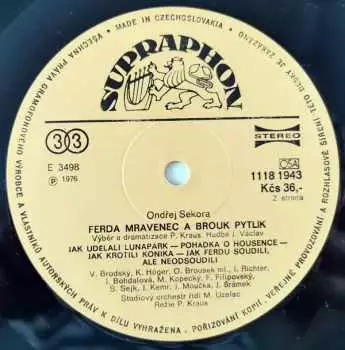 MADE IN CZECHOSLOVAKIA
VŠECHNA PRÁVA GRAMOFONOVÉHO VÝROBCE A VLASTNÍKŮ AUTORSKÝCH PRÁV K DÍLU VYHRAŽENA. POŘIZOVÁNÍ KOPIÍ, VEŘEJNÉ PROVOZOVÁNÍ A ROZHLASOVÉ ŠÍŘENÍ TÉTO DESKY JE ZAKÁZÁNO
SUPRAPHON
33
STEREO
E 3498
℗ 1976
OSA
1118 1943
Kčs 36,-
2. strana
Ondřej Sekora
FERDA MRAVENEC A BROUK PYTLÍK
Výběr a dramatizace P. Kraus. Hudba J. Václav
JAK UDĚLALI LUNAPARK — POHÁDKA O HOUSENCE —
JAK KROTILI KONÍKA — JAK FERDU SOUDILI,
ALE NEODSOUDILI
V. Brodský, K. Höger, O. Brousek ml., I. Richter,
I. Bohdalová, M. Kopecký, F. Filipovský,
S. Sejk, J. Kemr, J. Moučka, J. Šrámek
Studiový orchestr řídí M. Uzelac
Režie P. Kraus